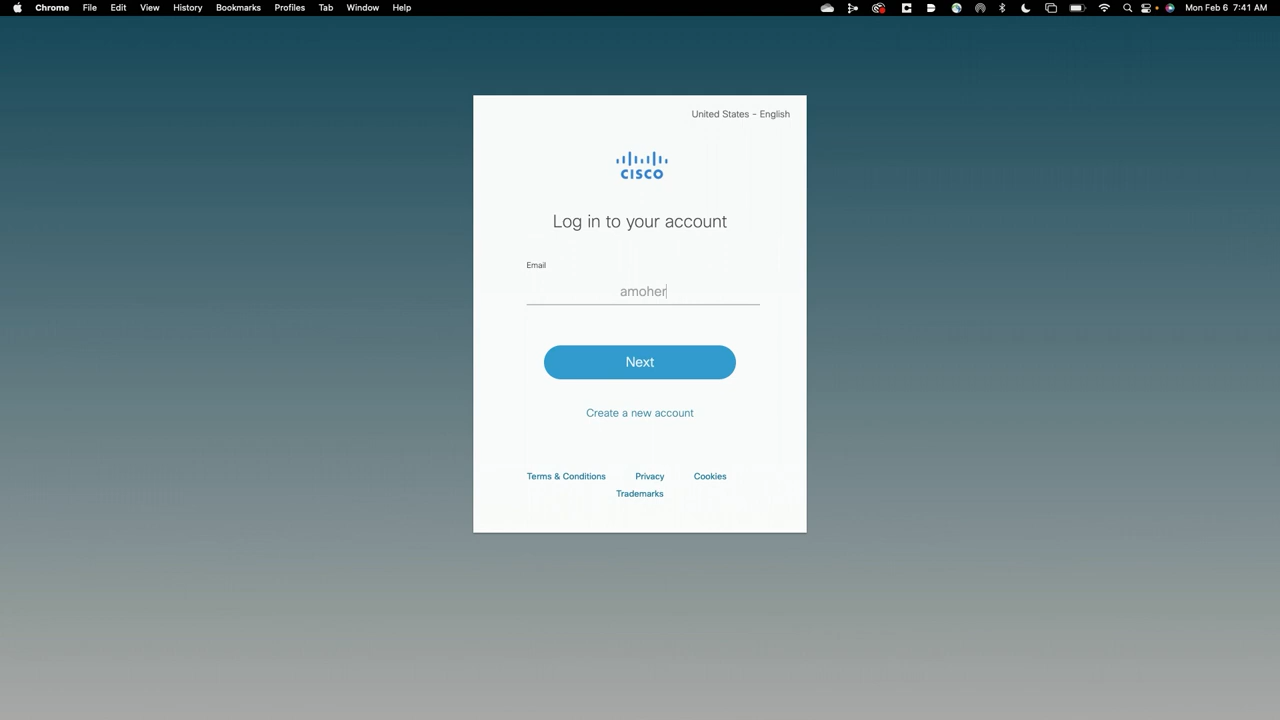 Chrome File Edit View History Bookmarks Profiles Tab Window Help Mon Feb 6 7:41 AM
United States - English
CISCO
Log in to your account
Email
amoher
Next
Create a new account
Terms & Conditions Privacy Cookies
Trademarks